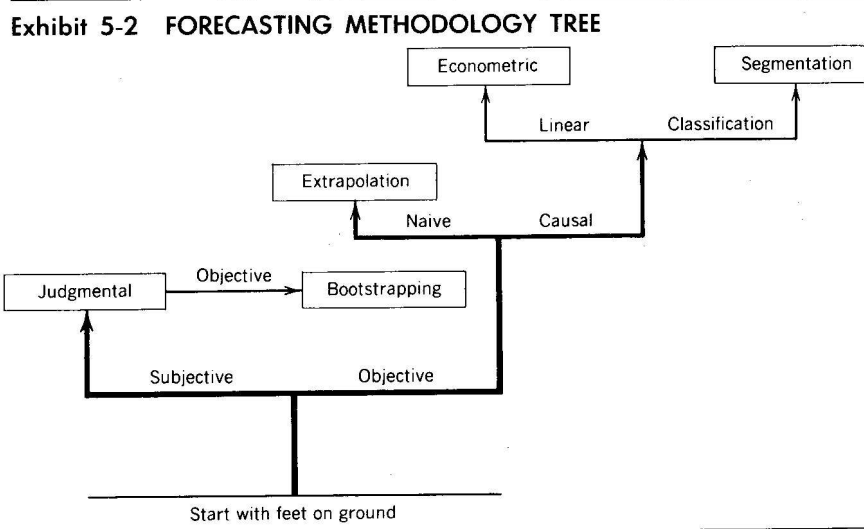 Exhibit 5-2 FORECASTING METHODOLOGY TREE
Econometric
Segmentation
Linear
Classification
Extrapolation
Naive
Causal
Judgmental
Objective
Bootstrapping
Subjective
Objective
Start with feet on ground